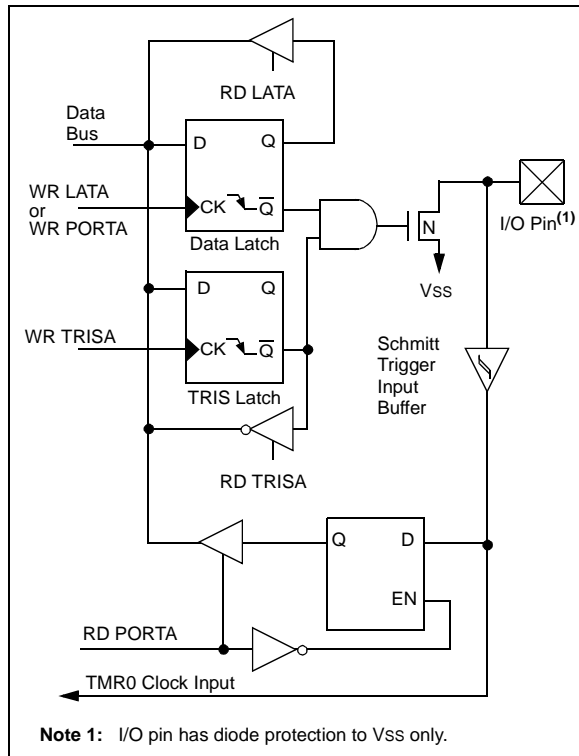 RD LATA
Data
Bus
D
Q
WR LATA
or
WR PORTA
CK
Q̅
Data Latch
N
I/O Pin(1)
VSS
D
Q
WR TRISA
CK
Q̅
TRIS Latch
Schmitt
Trigger
Input
Buffer
RD TRISA
Q
D
EN
RD PORTA
TMR0 Clock Input
Note 1: I/O pin has diode protection to VSS only.